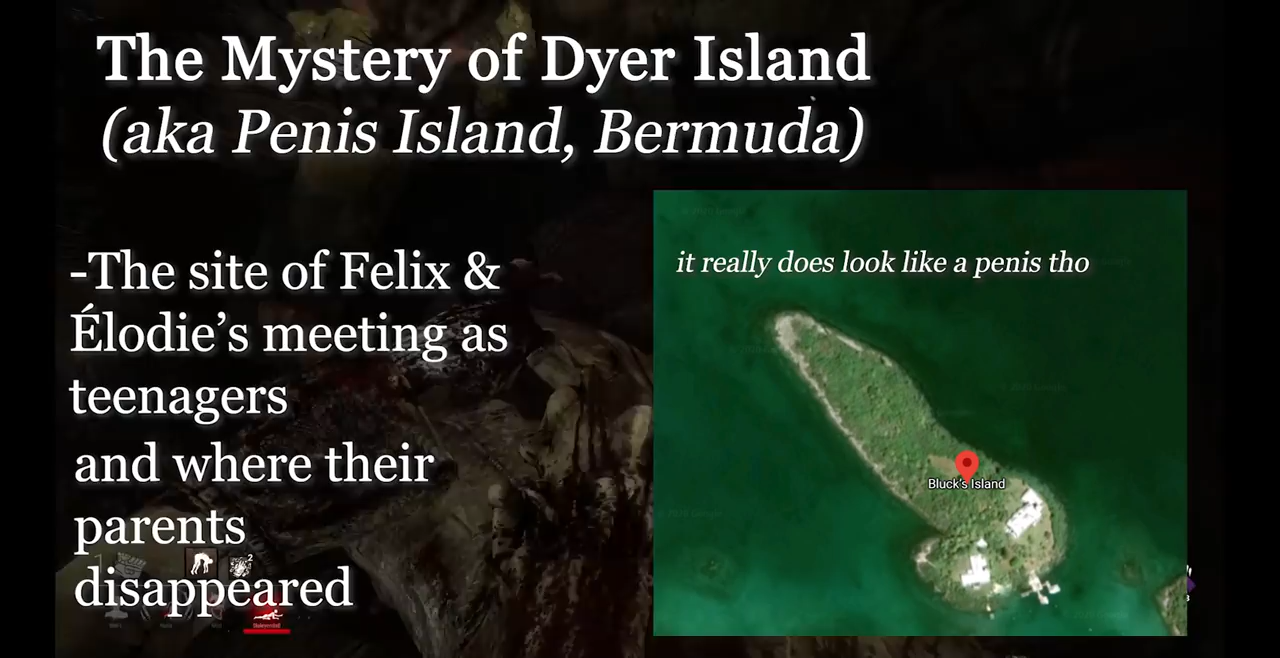 The Mystery of Dyer Island
(aka Penis Island, Bermuda)
it really does look like a penis tho
-The site of Felix &
Élodie's meeting as
teenagers
and where their
parents
disappeared
Bluck's Island
2